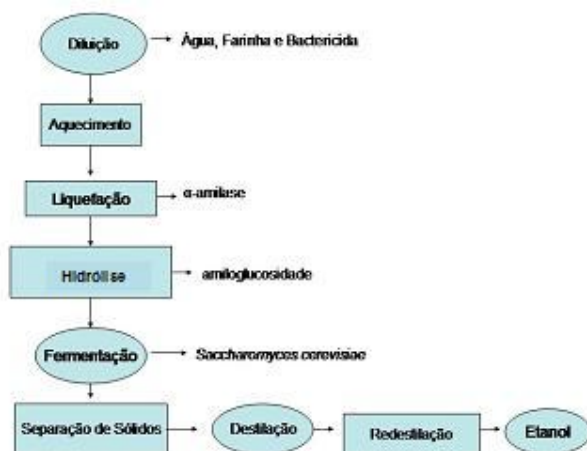 Diluição
Água, Farinha e Bactericida
Aquecimento
Liquefação
α-amilase
Hidrólise
amiloglucosidade
Fermentação
Saccharomyces cerevisiae
Separação de Sólidos
Destilação
Redestilação
Etanol